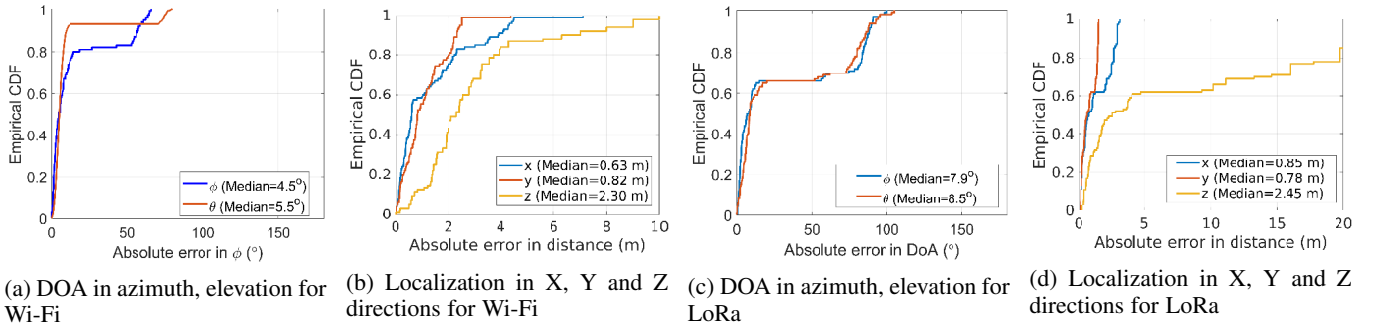 Empirical CDF
1
0.8
0.6
0.4
0.2
0
0 50 100 150
Absolute error in ϕ (°)
ϕ (Median=4.5°)
θ (Median=5.5°)
(a) DOA in azimuth, elevation for
Wi-Fi
Empirical CDF
1
0.8
0.6
0.4
0.2
0
0 2 4 6 8 10
Absolute error in distance (m)
x (Median=0.63 m)
y (Median=0.82 m)
z (Median=2.30 m)
(b) Localization in X, Y and Z
directions for Wi-Fi
Empirical CDF
1
0.8
0.6
0.4
0.2
0
0 50 100 150
Absolute error in DoA (°)
ϕ (Median=7.9°)
θ (Median=8.5°)
(c) DOA in azimuth, elevation for
LoRa
Empirical CDF
1
0.8
0.6
0.4
0.2
0
0 5 10 15 20
Absolute error in distance (m)
x (Median=0.85 m)
y (Median=0.78 m)
z (Median=2.45 m)
(d) Localization in X, Y and Z
directions for LoRa